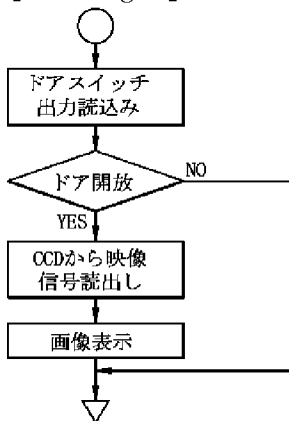 ドアスイッチ
出力読込み
ドア開放
NO
YES
CCDから映像
信号読出し
画像表示